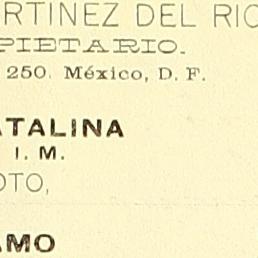 RTINEZ DEL RIO
PIETARIO.
250. México, D. F.
ATALINA
I. M.
OTO,
AMO